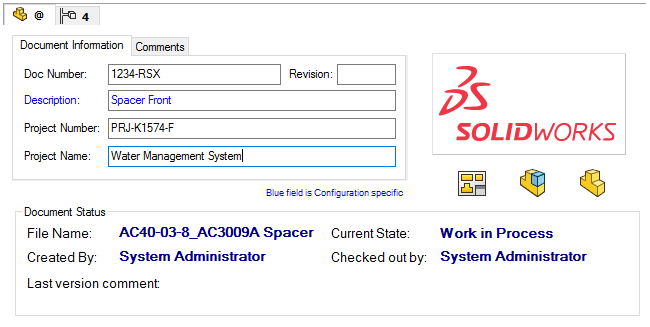 @ 4
Document Information Comments
Doc Number: 1234-RSX Revision:
Description: Spacer Front
Project Number: PRJ-K1574-F
Project Name: Water Management System
SOLIDWORKS
Blue field is Configuration specific
Document Status
File Name: AC40-03-8_AC3009A Spacer Current State: Work in Process
Created By: System Administrator Checked out by: System Administrator
Last version comment: